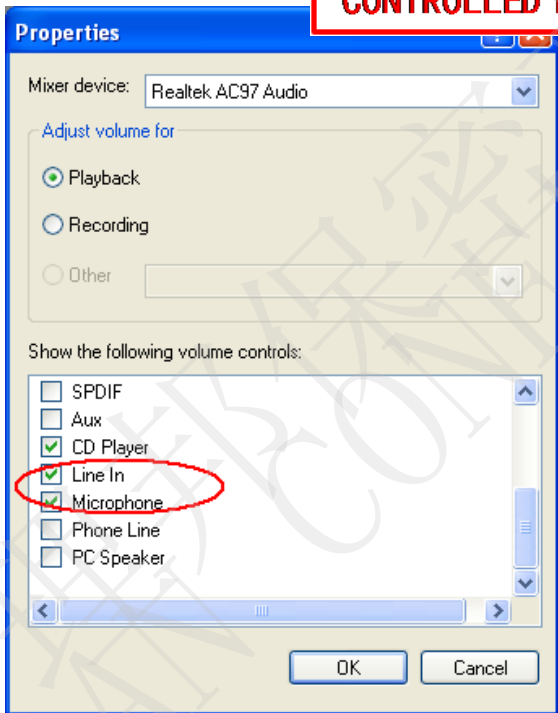 CONTROLLED
Properties
Mixer device:
Realtek AC97 Audio
Adjust volume for
Playback
Recording
Other
Show the following volume controls:
SPDIF
Aux
CD Player
Line In
Microphone
Phone Line
PC Speaker
OK
Cancel